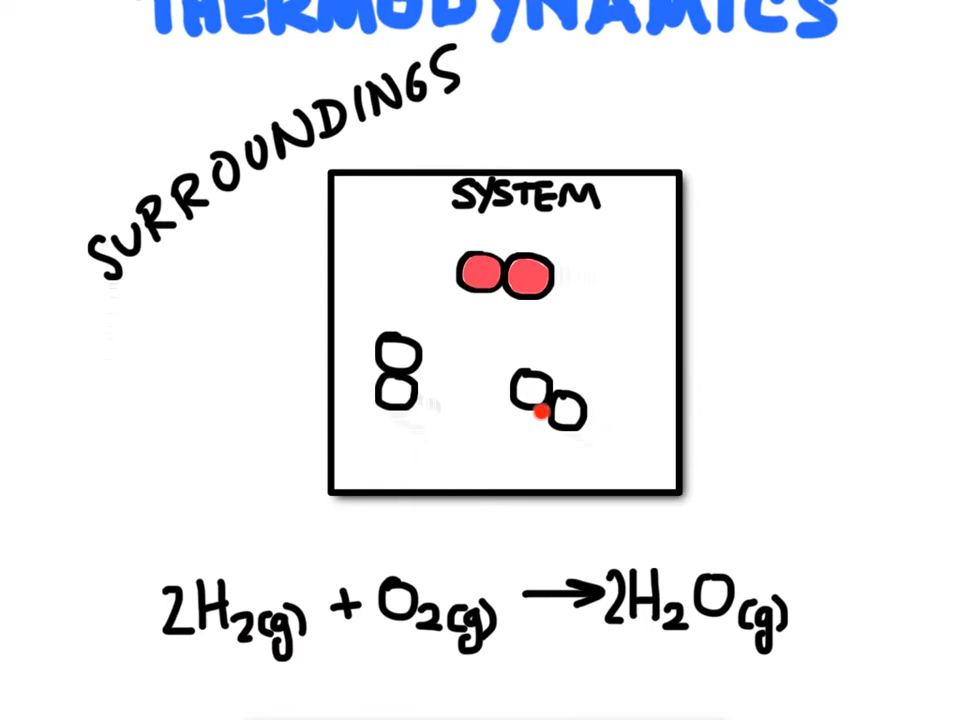 THERMODYNAMICS
SURROUNDINGS
SYSTEM
2H₂(g) + O₂(g) → 2H₂O(g)